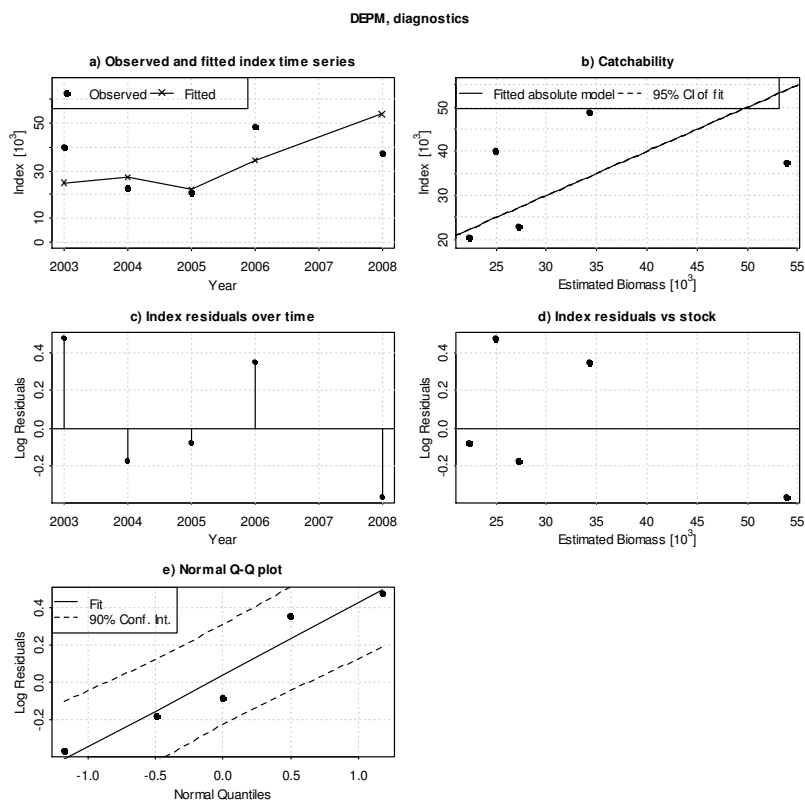 DEPM, diagnostics
a) Observed and fitted index time series
Observed
Fitted
Index [10³]
0 10 30 50
2003 2004 2005 2006 2007 2008
Year
b) Catchability
Fitted absolute model
95% CI of fit
Index [10³]
20 30 40 50
25 30 35 40 45 50 55
Estimated Biomass [10³]
c) Index residuals over time
Log Residuals
-0.2 0.0 0.2 0.4
2003 2004 2005 2006 2007 2008
Year
d) Index residuals vs stock
Log Residuals
-0.2 0.0 0.2 0.4
25 30 35 40 45 50 55
Estimated Biomass [10³]
e) Normal Q-Q plot
Fit
90% Conf. Int.
Log Residuals
-0.2 0.0 0.2 0.4
-1.0 -0.5 0.0 0.5 1.0
Normal Quantiles